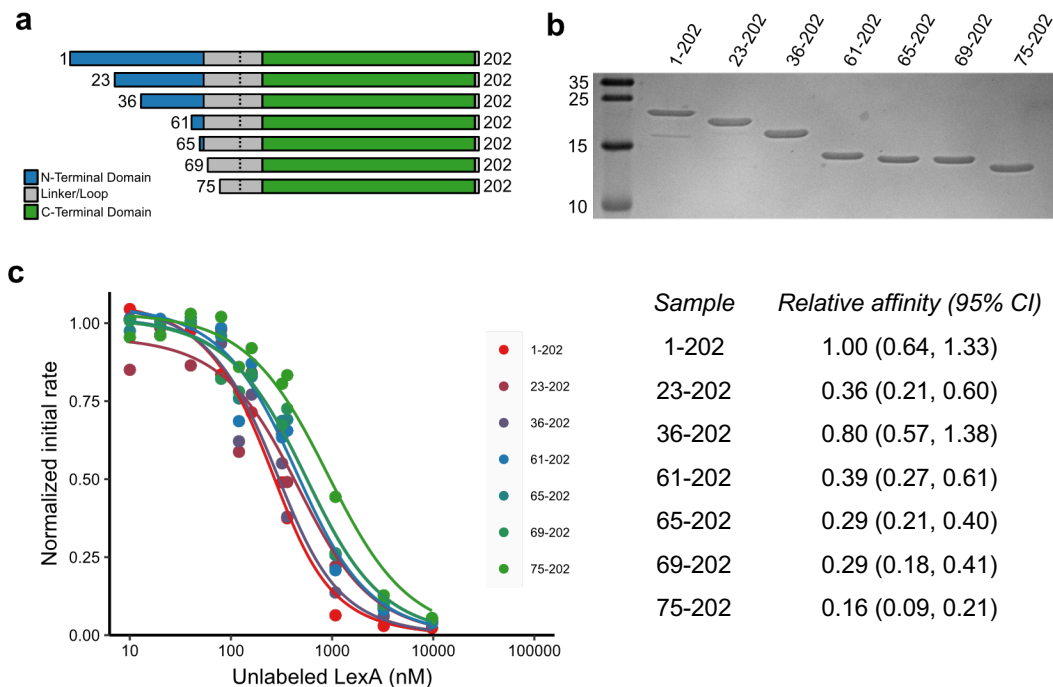 a
1 202
23 202
36 202
61 202
65 202
69 202
75 202
N-Terminal Domain
Linker/Loop
C-Terminal Domain
b
1-202 23-202 36-202 61-202 65-202 69-202 75-202
35
25
15
10
c
Normalized initial rate
1.00
0.75
0.50
0.25
0.00
10 100 1000 10000 100000
Unlabeled LexA (nM)
1-202
23-202
36-202
61-202
65-202
69-202
75-202
Sample Relative affinity (95% CI)
1-202 1.00 (0.64, 1.33)
23-202 0.36 (0.21, 0.60)
36-202 0.80 (0.57, 1.38)
61-202 0.39 (0.27, 0.61)
65-202 0.29 (0.21, 0.40)
69-202 0.29 (0.18, 0.41)
75-202 0.16 (0.09, 0.21)